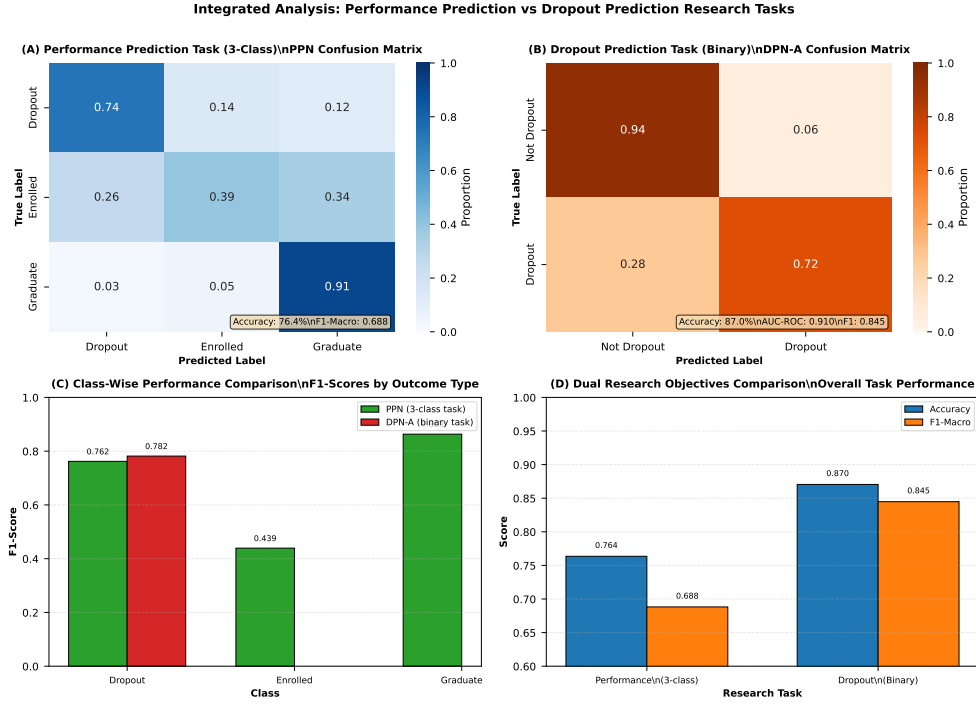 Integrated Analysis: Performance Prediction vs Dropout Prediction Research Tasks
(A) Performance Prediction Task (3-Class)\nPPN Confusion Matrix
True Label
Dropout
Enrolled
Graduate
0.74 0.14 0.12
0.26 0.39 0.34
0.03 0.05 0.91
Accuracy: 76.4%\nF1-Macro: 0.688
Dropout Enrolled Graduate
Predicted Label
1.0
0.8
0.6
0.4
0.2
0.0
Proportion
(B) Dropout Prediction Task (Binary)\nDPN-A Confusion Matrix
True Label
Not Dropout
Dropout
0.94 0.06
0.28 0.72
Accuracy: 87.0%\nAUC-ROC: 0.910\nF1: 0.845
Not Dropout Dropout
Predicted Label
1.0
0.8
0.6
0.4
0.2
0.0
Proportion
(C) Class-Wise Performance Comparison\nF1-Scores by Outcome Type
F1-Score
1.0
0.8
0.6
0.4
0.2
0.0
PPN (3-class task)
DPN-A (binary task)
0.762
0.782
0.439
Dropout Enrolled Graduate
Class
(D) Dual Research Objectives Comparison\nOverall Task Performance
Score
1.00
0.95
0.90
0.85
0.80
0.75
0.70
0.65
0.60
Accuracy
F1-Macro
0.764
0.688
0.870
0.845
Performance\n(3-class) Dropout\n(Binary)
Research Task